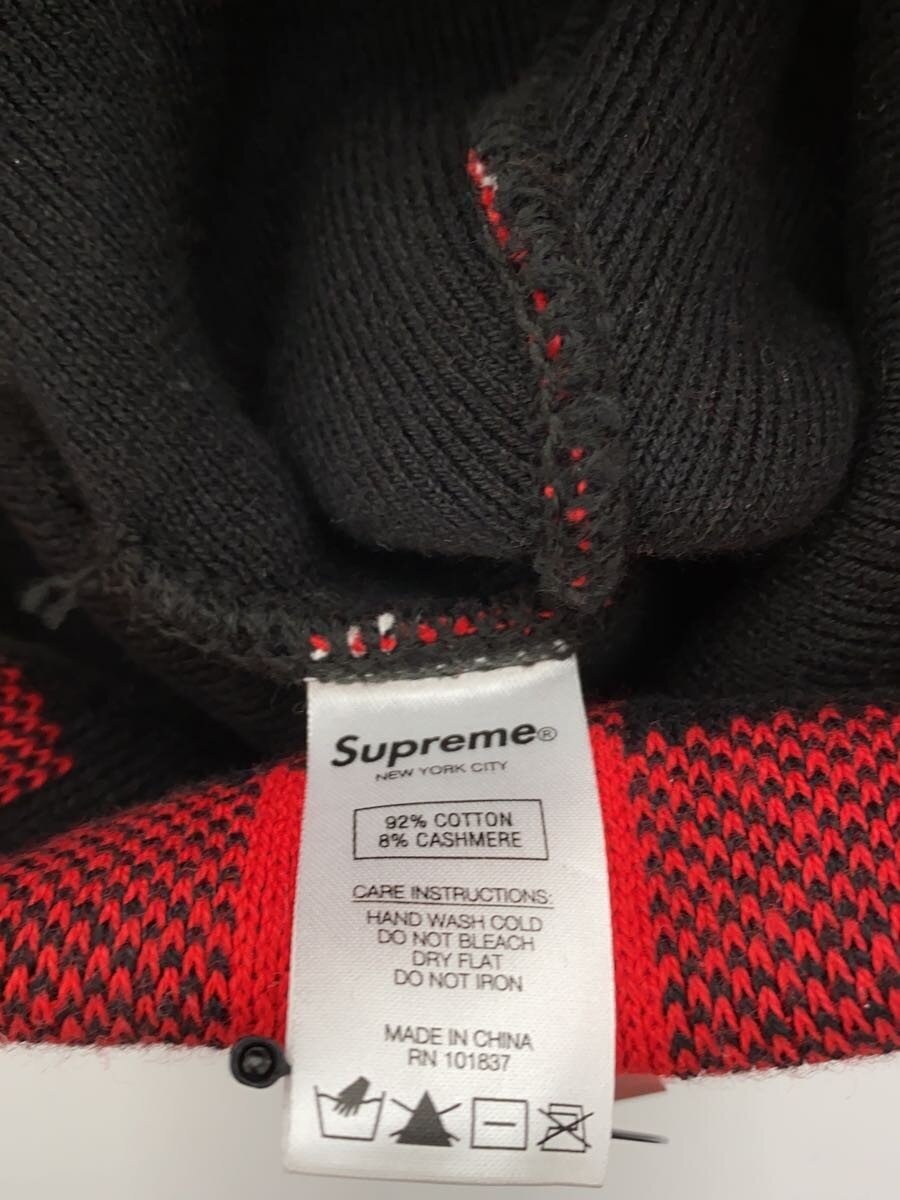 Supreme®
NEW YORK CITY
92% COTTON
8% CASHMERE
CARE INSTRUCTIONS:
HAND WASH COLD
DO NOT BLEACH
DRY FLAT
DO NOT IRON
MADE IN CHINA
RN 101837